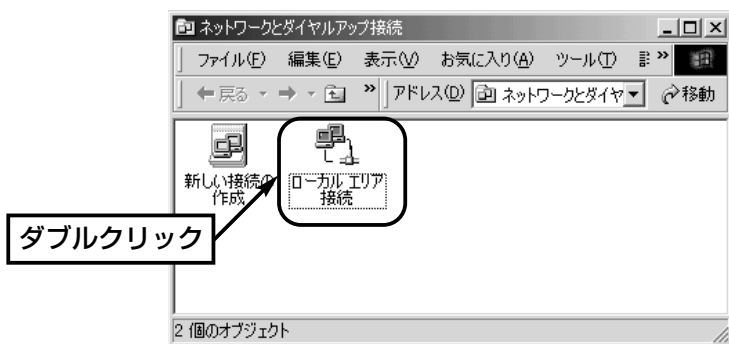 ネットワークとダイヤルアップ接続
ファイル(F) 編集(E) 表示(V) お気に入り(A) ツール(T) »
戻る » アドレス(D) ネットワークとダイヤ 移動
新しい接続の
作成
ローカル エリア
接続
ダブルクリック
2 個のオブジェクト